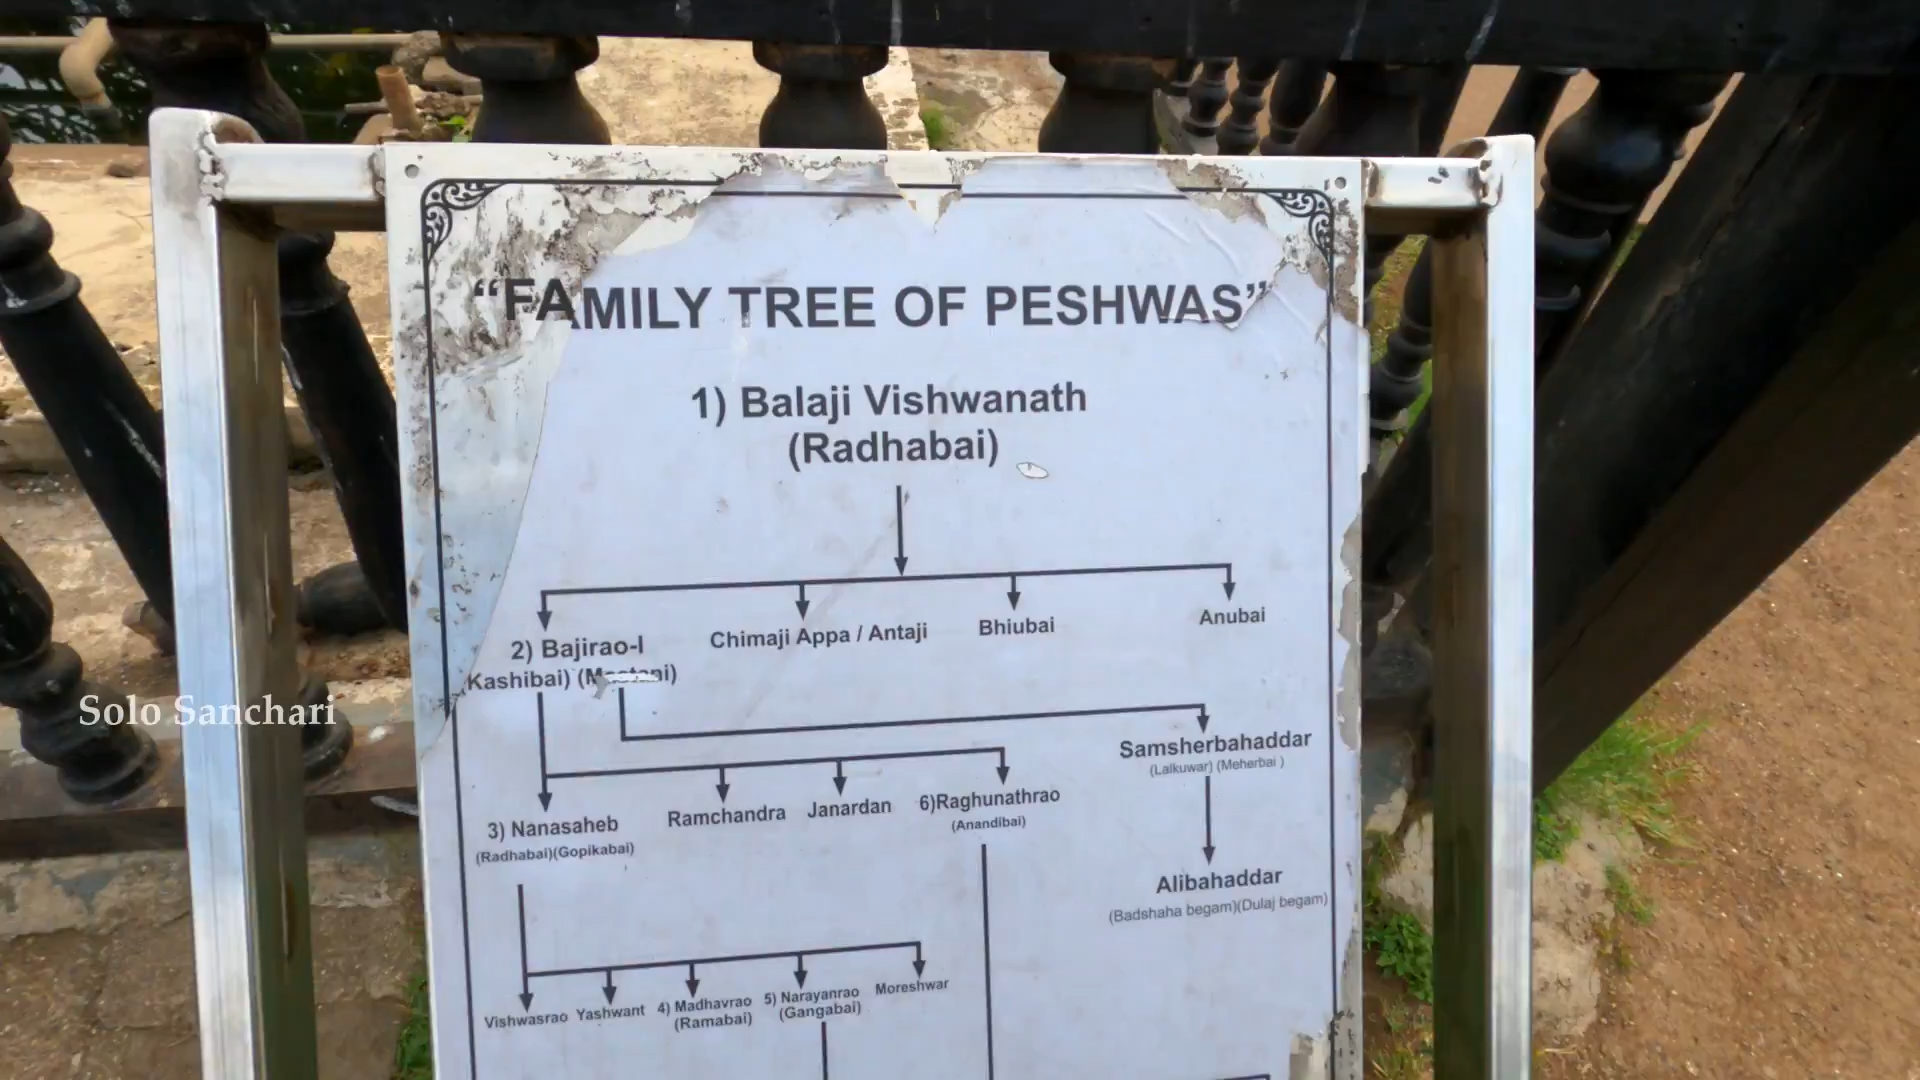 “FAMILY TREE OF PESHWAS”
1) Balaji Vishwanath
(Radhabai)
2) Bajirao-I
Kashibai)
Chimaji Appa / Antaji
Bhiubai
Anubai
Solo Sanchari
Samsherbahaddar
(Lalkuwar) (Meherbai )
3) Nanasaheb
(Radhabai)(Gopikabai)
Ramchandra
Janardan
6)Raghunathrao
(Anandibai)
Alibahaddar
(Badshaha begam)(Dulaj begam)
Vishwasrao
Yashwant
4) Madhavrao
(Ramabai)
5) Narayanrao
(Gangabai)
Moreshwar